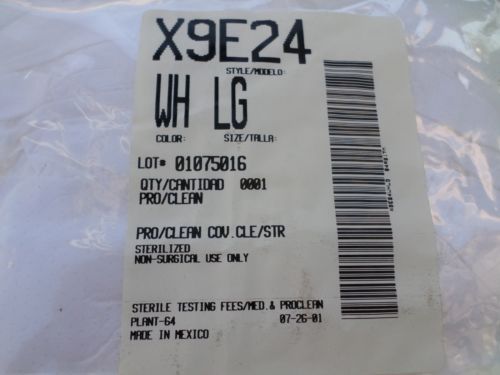 X9E24
STYLE/MODELO:
WH LG
COLOR: SIZE/TALLA:
LOT# 01075016
QTY/CANTIDAD 0001
PRO/CLEAN
PRO/CLEAN COV.CLE/STR
STERILIZED
NON-SURGICAL USE ONLY
STERILE TESTING FEES/MED.& PROCLEAN
PLANT-64 07-26-01
MADE IN MEXICO